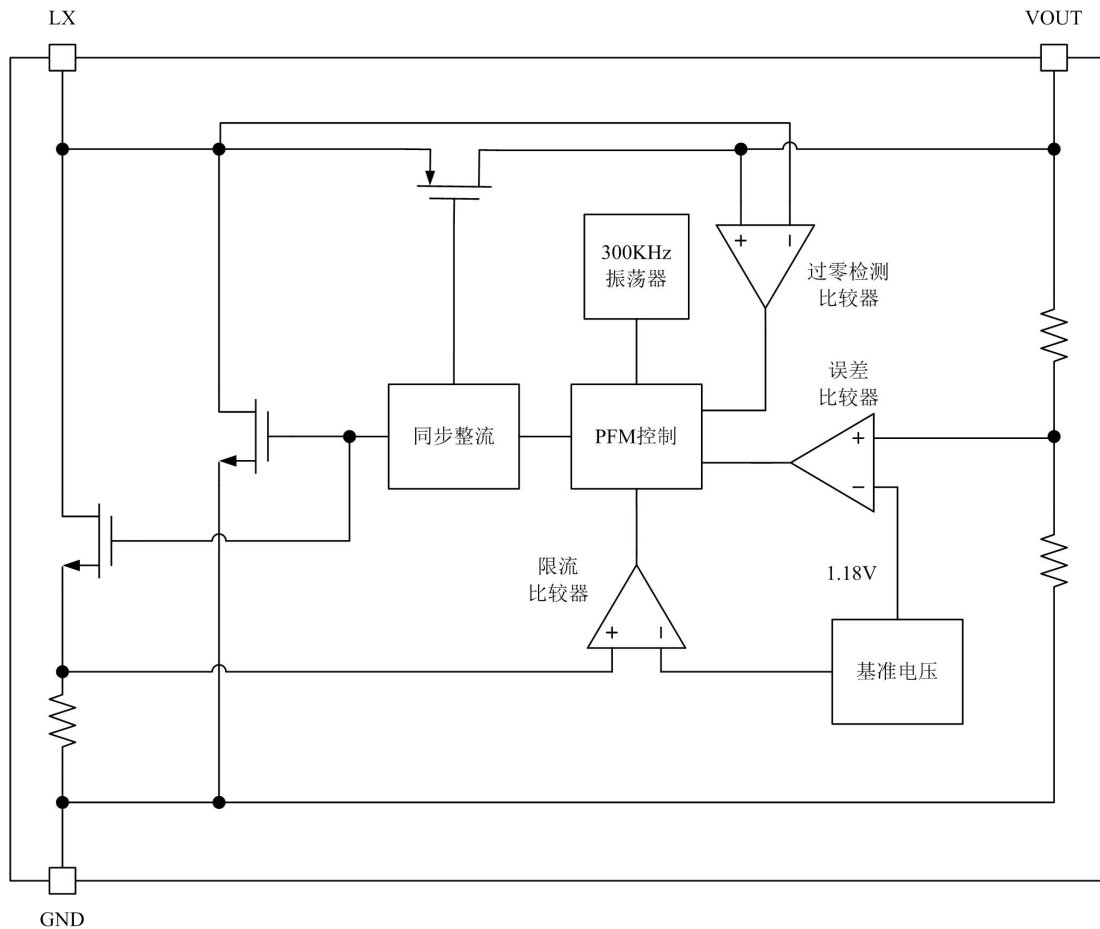 LX
VOUT
300KHz
振荡器
+
−
过零检测
比较器
误差
比较器
同步整流
PFM控制
+
−
限流
比较器
1.18V
+
−
基准电压
GND